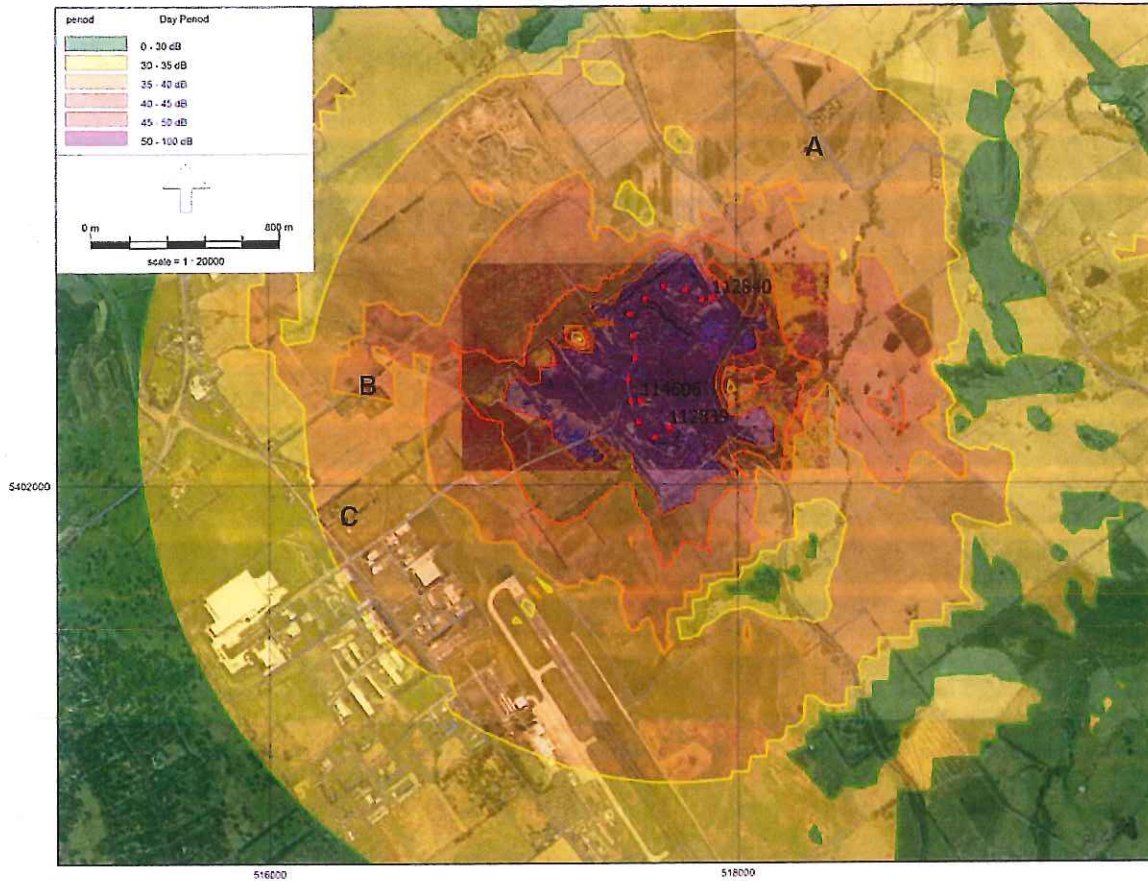 period Day Period
0 - 30 dB
30 - 35 dB
35 - 40 dB
40 - 45 dB
45 - 50 dB
50 - 100 dB
0 m 800 m
scale = 1 : 20000
A
112840
B
114606
112839
5402000
C
516000 518000